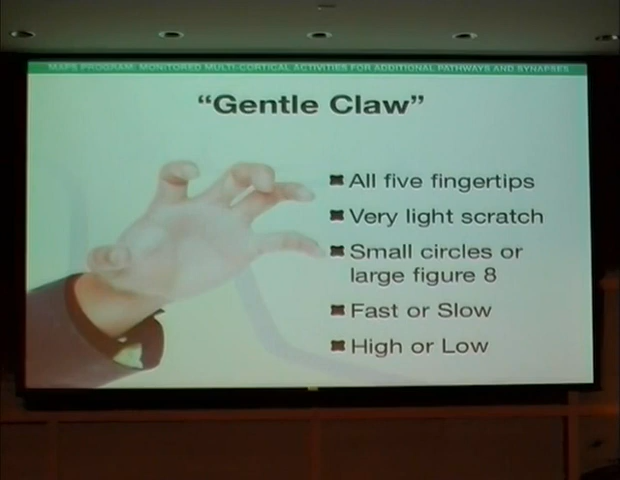 MAPS PROGRAM: MONITORED MULTI-CORTICAL ACTIVITIES FOR ADDITIONAL PATHWAYS AND SYNAPSES
“Gentle Claw”
All five fingertips
Very light scratch
Small circles or
large figure 8
Fast or Slow
High or Low